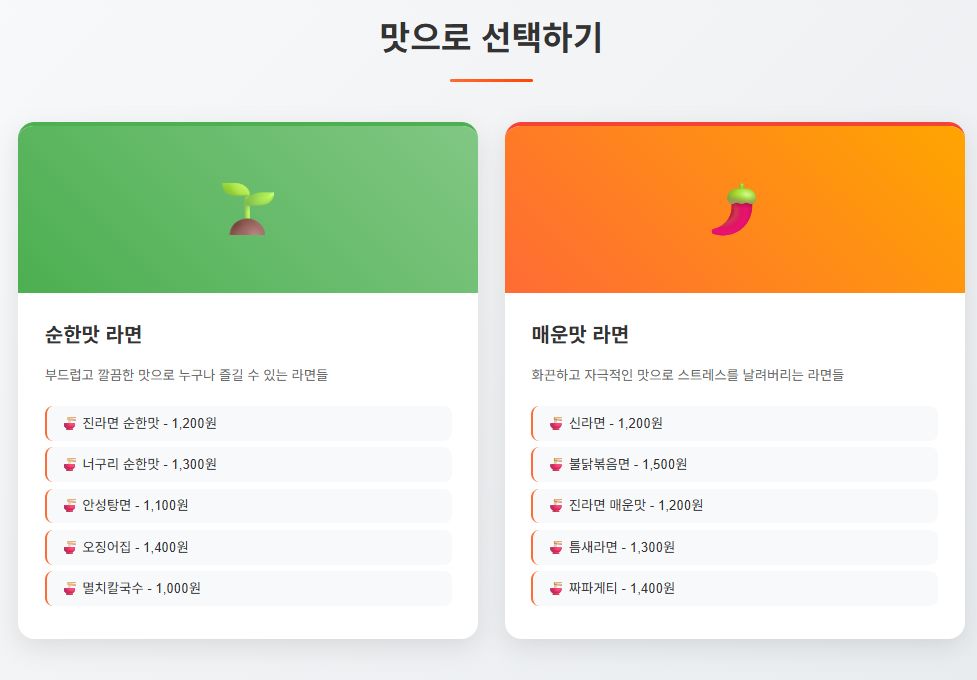 맛으로 선택하기
순한맛 라면
부드럽고 깔끔한 맛으로 누구나 즐길 수 있는 라면들
진라면 순한맛 - 1,200원
너구리 순한맛 - 1,300원
안성탕면 - 1,100원
오징어집 - 1,400원
멸치칼국수 - 1,000원
매운맛 라면
화끈하고 자극적인 맛으로 스트레스를 날려버리는 라면들
신라면 - 1,200원
불닭볶음면 - 1,500원
진라면 매운맛 - 1,200원
틈새라면 - 1,300원
짜파게티 - 1,400원